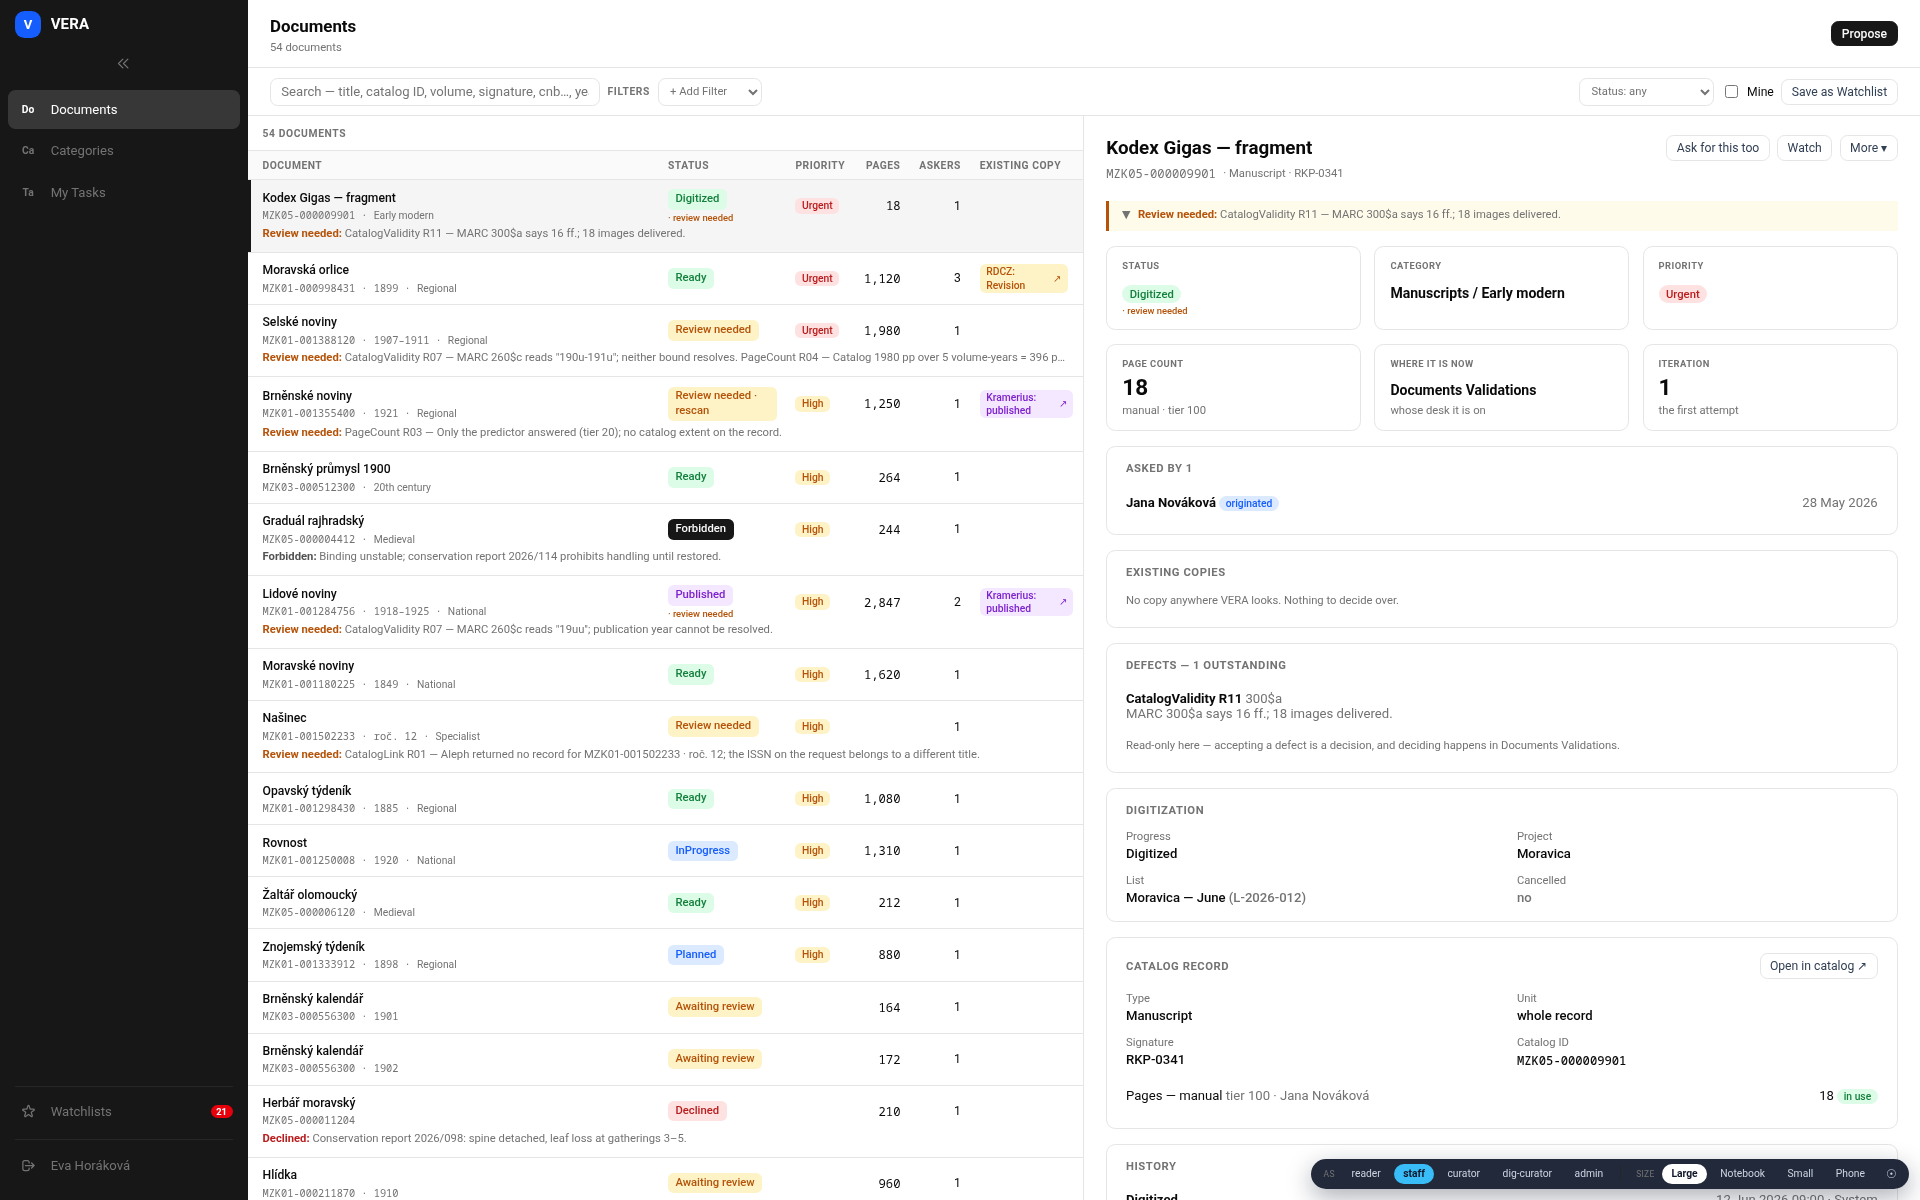 V VERA
Do Documents
Ca Categories
Ta My Tasks
Watchlists 21
Eva Horáková
Documents
54 documents
Propose
Search — title, catalog ID, volume, signature, cnb…, ye
FILTERS
+ Add Filter
Status: any
Mine
Save as Watchlist
54 DOCUMENTS
DOCUMENT STATUS PRIORITY PAGES ASKERS EXISTING COPY
Kodex Gigas — fragment Digitized Urgent 18 1
MZK05-000009901 · Early modern · review needed
Review needed: CatalogValidity R11 — MARC 300$a says 16 ff.; 18 images delivered.
Moravská orlice Ready Urgent 1,120 3 RDCZ: Revision ↗
MZK01-000998431 · 1899 · Regional
Selské noviny Review needed Urgent 1,980 1
MZK01-001388120 · 1907–1911 · Regional
Review needed: CatalogValidity R07 — MARC 260$c reads "190u-191u"; neither bound resolves. PageCount R04 — Catalog 1980 pp over 5 volume-years = 396 p…
Brněnské noviny Review needed · rescan High 1,250 1 Kramerius: published ↗
MZK01-001355400 · 1921 · Regional
Review needed: PageCount R03 — Only the predictor answered (tier 20); no catalog extent on the record.
Brněnský průmysl 1900 Ready High 264 1
MZK03-000512300 · 20th century
Graduál rajhradský Forbidden High 244 1
MZK05-000004412 · Medieval
Forbidden: Binding unstable; conservation report 2026/114 prohibits handling until restored.
Lidové noviny Published High 2,847 2 Kramerius: published ↗
MZK01-001284756 · 1918–1925 · National · review needed
Review needed: CatalogValidity R07 — MARC 260$c reads "19uu"; publication year cannot be resolved.
Moravské noviny Ready High 1,620 1
MZK01-001180225 · 1849 · National
Našinec Review needed High 1
MZK01-001502233 · roč. 12 · Specialist
Review needed: CatalogLink R01 — Aleph returned no record for MZK01-001502233 · roč. 12; the ISSN on the request belongs to a different title.
Opavský týdeník Ready High 1,080 1
MZK01-001298430 · 1885 · Regional
Rovnost InProgress High 1,310 1
MZK01-001250008 · 1920 · National
Žaltář olomoucký Ready High 212 1
MZK05-000006120 · Medieval
Znojemský týdeník Planned High 880 1
MZK01-001333912 · 1898 · Regional
Brněnský kalendář Awaiting review 164 1
MZK03-000556300 · 1901
Brněnský kalendář Awaiting review 172 1
MZK03-000556300 · 1902
Herbář moravský Declined 210 1
MZK05-000011204
Declined: Conservation report 2026/098: spine detached, leaf loss at gatherings 3–5.
Hlídka Awaiting review 960 1
MZK01-000211870 · 1910
Kodex Gigas — fragment
Ask for this too Watch More ▾
MZK05-000009901 · Manuscript · RKP-0341
▼ Review needed: CatalogValidity R11 — MARC 300$a says 16 ff.; 18 images delivered.
STATUS
Digitized
· review needed
CATEGORY
Manuscripts / Early modern
PRIORITY
Urgent
PAGE COUNT
18
manual · tier 100
WHERE IT IS NOW
Documents Validations
whose desk it is on
ITERATION
1
the first attempt
ASKED BY 1
Jana Nováková originated 28 May 2026
EXISTING COPIES
No copy anywhere VERA looks. Nothing to decide over.
DEFECTS — 1 OUTSTANDING
CatalogValidity R11 300$a
MARC 300$a says 16 ff.; 18 images delivered.
Read-only here — accepting a defect is a decision, and deciding happens in Documents Validations.
DIGITIZATION
Progress Project
Digitized Moravica
List Cancelled
Moravica — June (L-2026-012) no
CATALOG RECORD
Open in catalog ↗
Type Unit
Manuscript whole record
Signature Catalog ID
RKP-0341 MZK05-000009901
Pages — manual tier 100 · Jana Nováková 18 in use
HISTORY
Digitized 12 Jun 2026 09:00 · System
AS reader staff curator dig-curator admin SIZE Large Notebook Small Phone